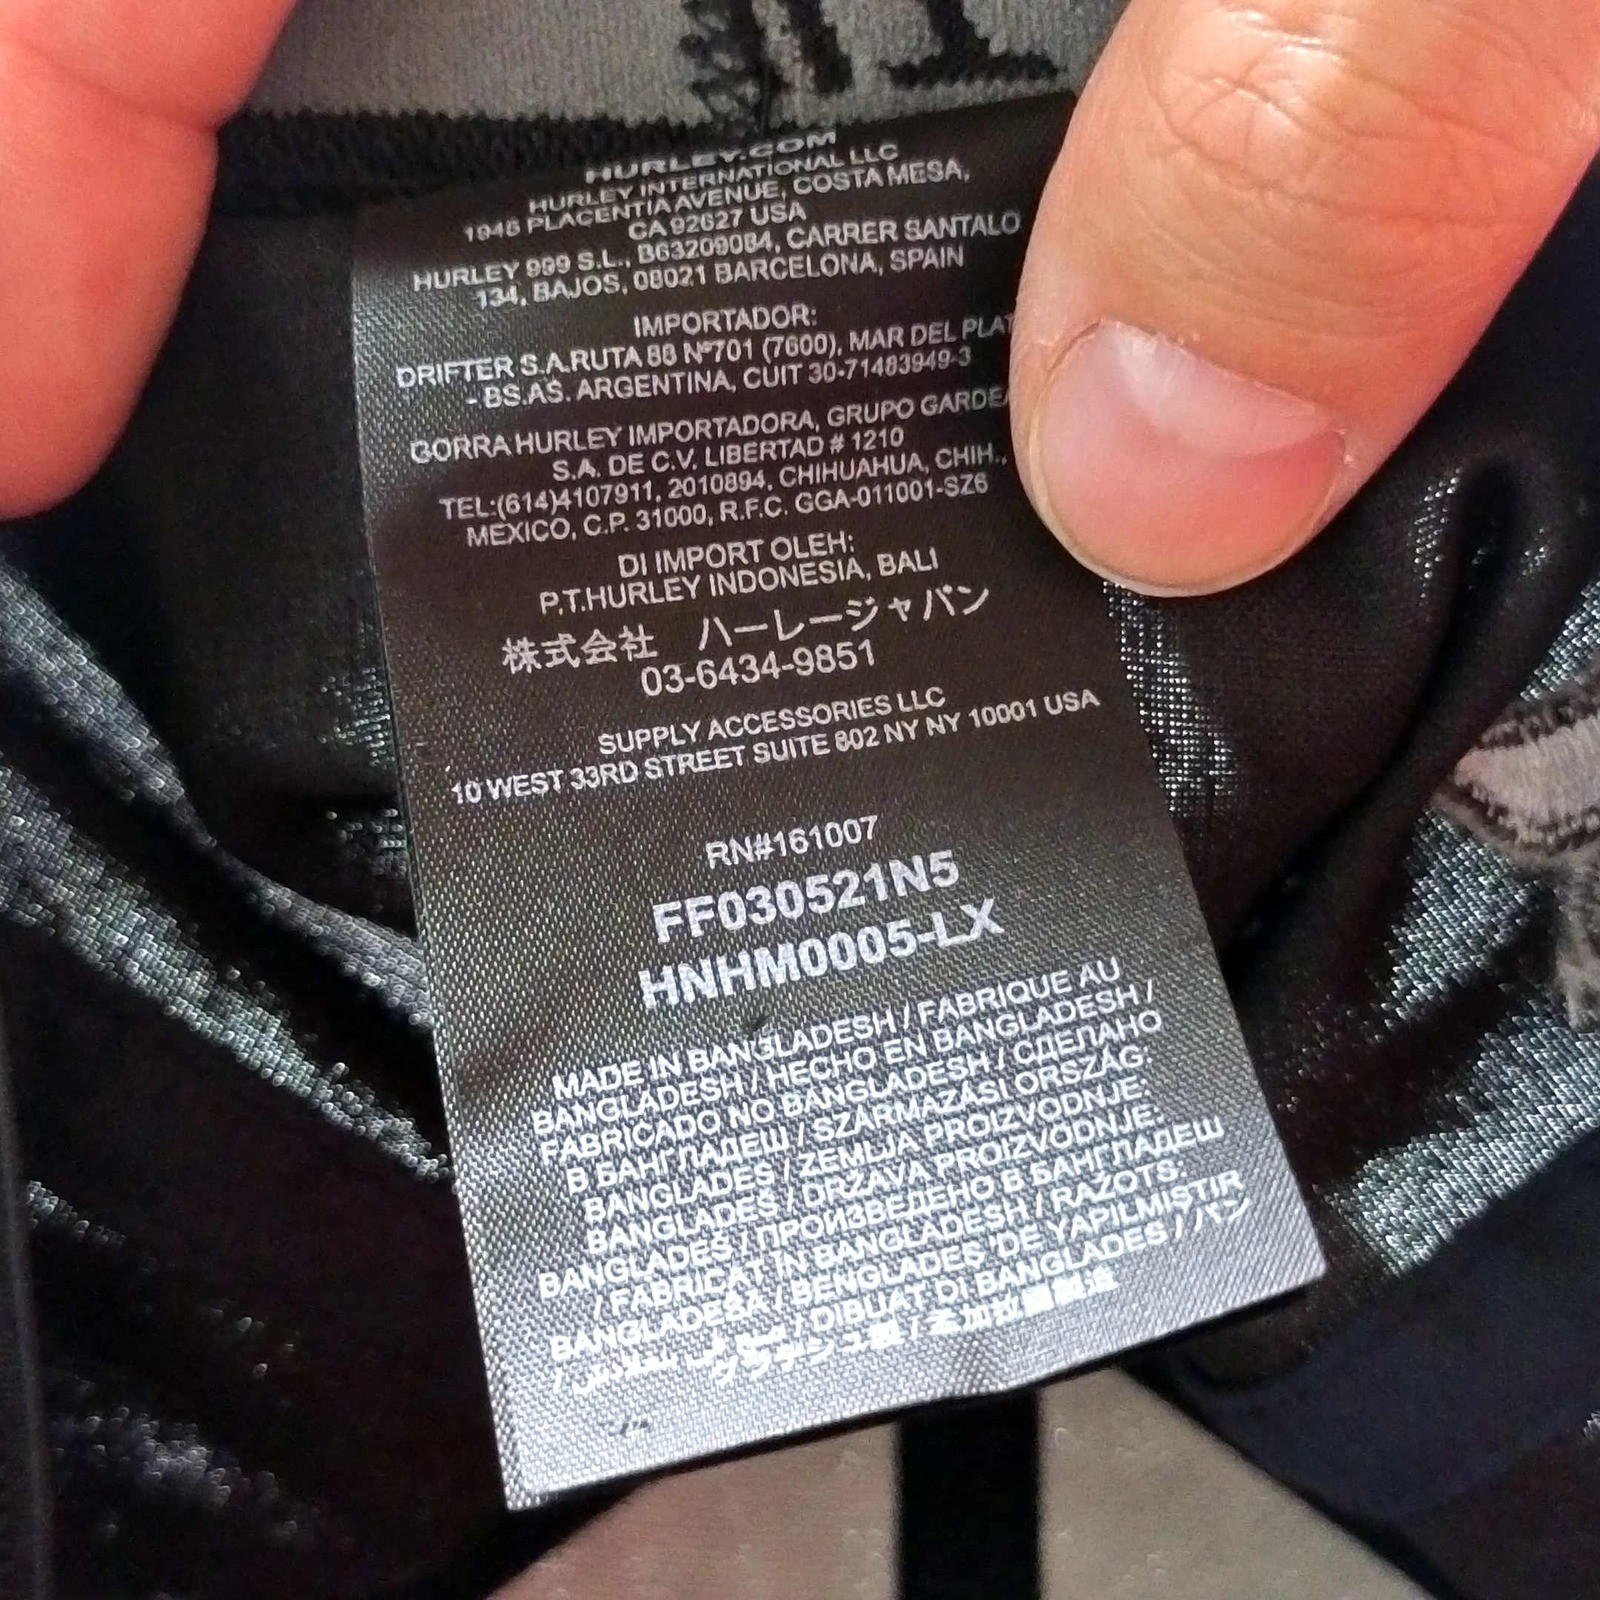 HURLEY.COM
HURLEY INTERNATIONAL LLC
1945 PLACENTIA AVENUE, COSTA MESA,
CA 92627 USA
HURLEY 999 S.L., B63209084, CARRER SANTALO
134, BAJOS, 08021 BARCELONA, SPAIN
IMPORTADOR:
DRIFTER S.A.RUTA 88 Nº701 (7600), MAR DEL PLAT
- BS.AS. ARGENTINA, CUIT 30-71483949-3
GORRA HURLEY IMPORTADORA, GRUPO GARDEA
S.A. DE C.V. LIBERTAD # 1210
TEL:(614)4107911, 2010894, CHIHUAHUA, CHIH.,
MEXICO, C.P. 31000, R.F.C. GGA-011001-SZ6
DI IMPORT OLEH:
P.T.HURLEY INDONESIA, BALI
株式会社 ハーレージャパン
03-6434-9851
SUPPLY ACCESSORIES LLC
10 WEST 33RD STREET SUITE 802 NY NY 10001 USA
RN#161007
FF030521N5
HNHM0005-LX
MADE IN BANGLADESH / FABRIQUE AU
BANGLADESH / HECHO EN BANGLADESH /
FABRICADO NO BANGLADESH / СДЕЛАНО
В БАНГЛАДЕШ / SZÁRMAZÁSI ORSZÁG:
BANGLADES / ZEMLJA PROIZVODNJE:
BANGLADEŠ / DRŽAVA PROIZVODNJE:
BANGLADEŠ / ПРОИЗВЕДЕНО В БАНГЛАДЕШ
/ FABRICAT IN BANGLADESH / RAŽOTS:
BANGLADEŠA / BENGLADEŞ 'DE YAPILMIŞTIR
/ DIBUAT DI BANGLADES / バン
グラデシュ製 / 孟加拉國製造